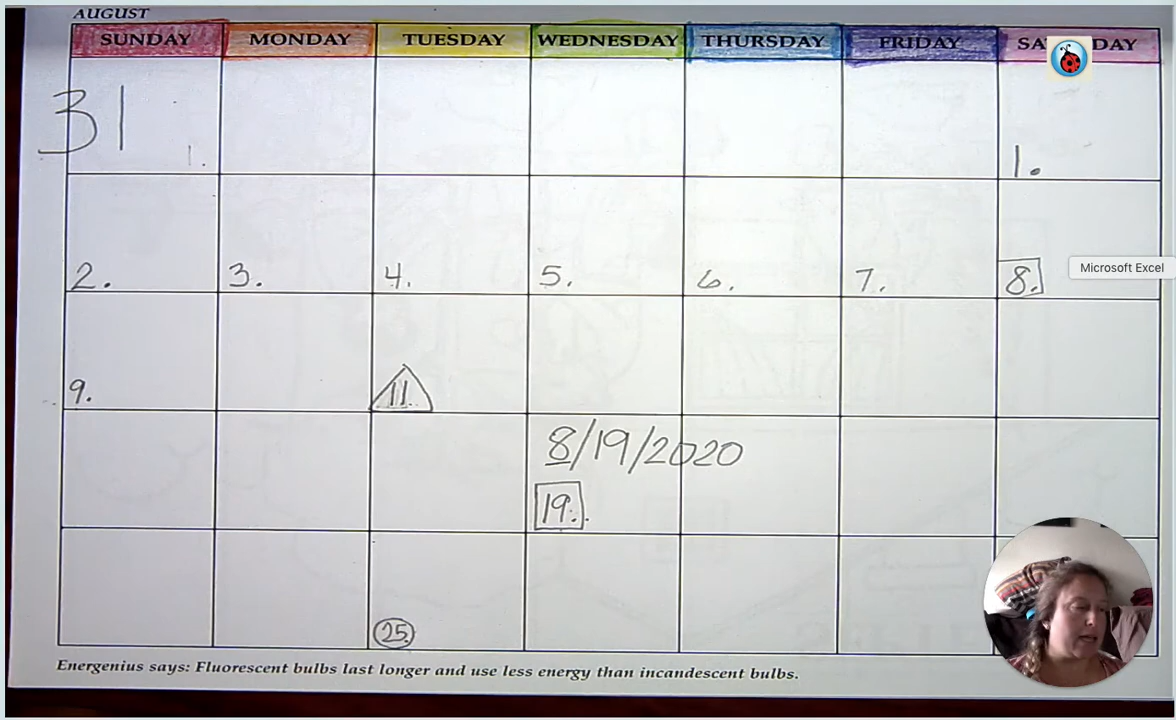 AUGUST
SUNDAY MONDAY TUESDAY WEDNESDAY THURSDAY FRIDAY SA DAY
31 1. 1.
2. 3. 4. 5. 6. 7. 8.
Microsoft Excel
9. 11.
8/19/2020
19.
25.
Energenius says: Fluorescent bulbs last longer and use less energy than incandescent bulbs.